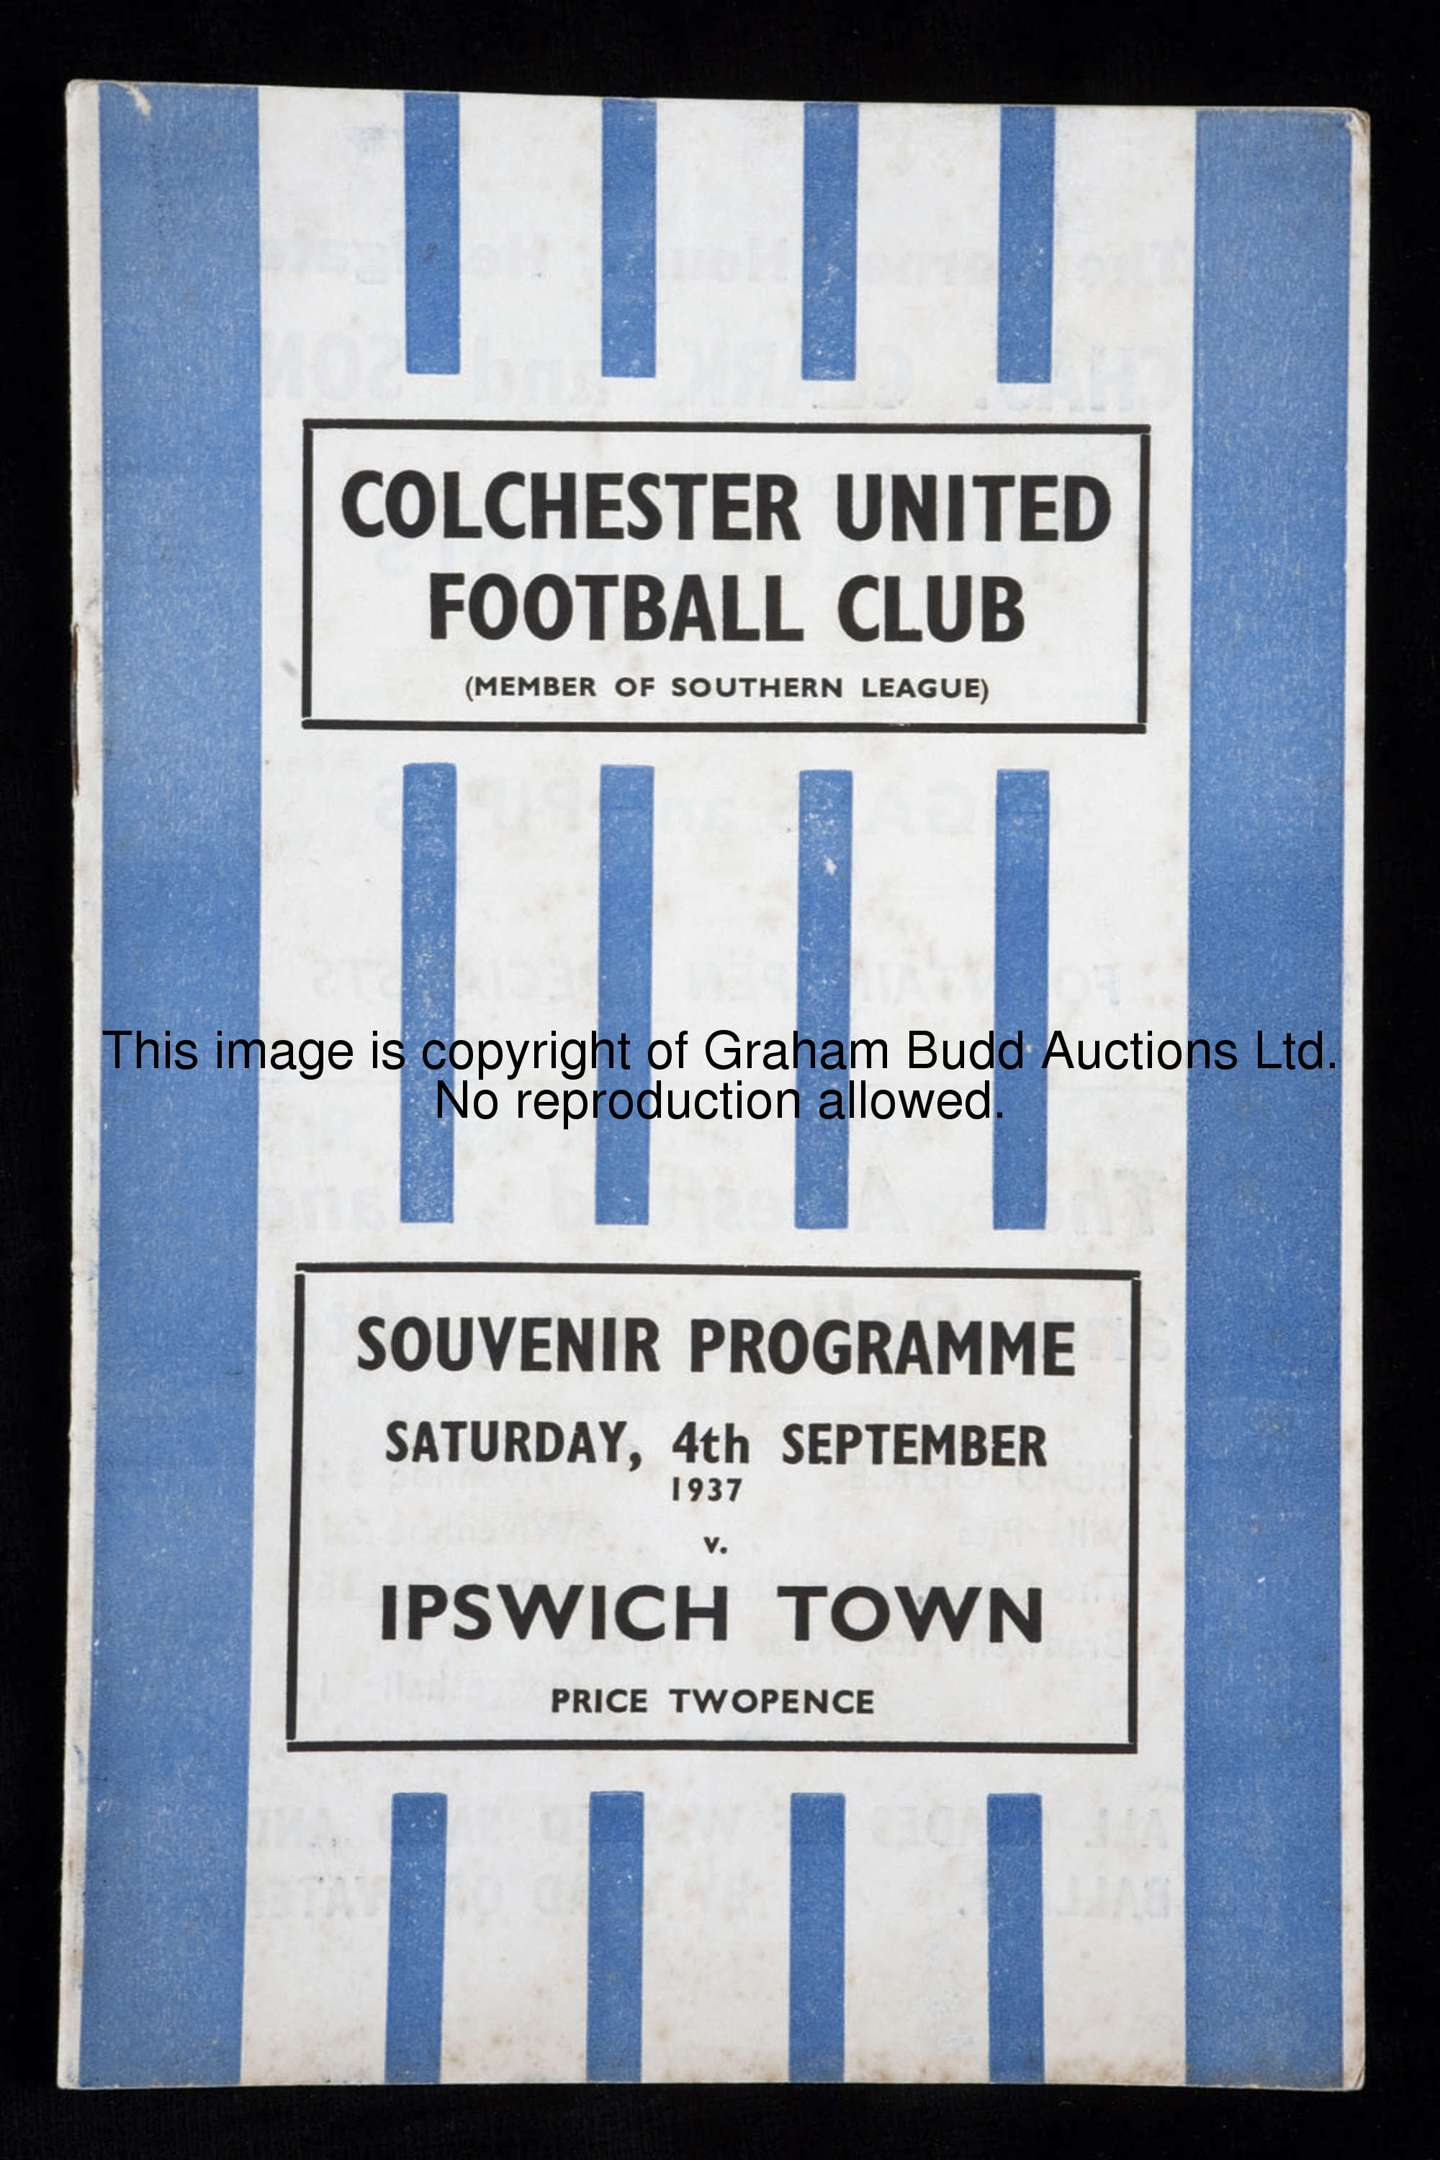 COLCHESTER UNITED
FOOTBALL CLUB
(MEMBER OF SOUTHERN LEAGUE)
This image is copyright of Graham Budd Auctions Ltd.
No reproduction allowed.
SOUVENIR PROGRAMME
SATURDAY, 4th SEPTEMBER
1937
v.
IPSWICH TOWN
PRICE TWOPENCE